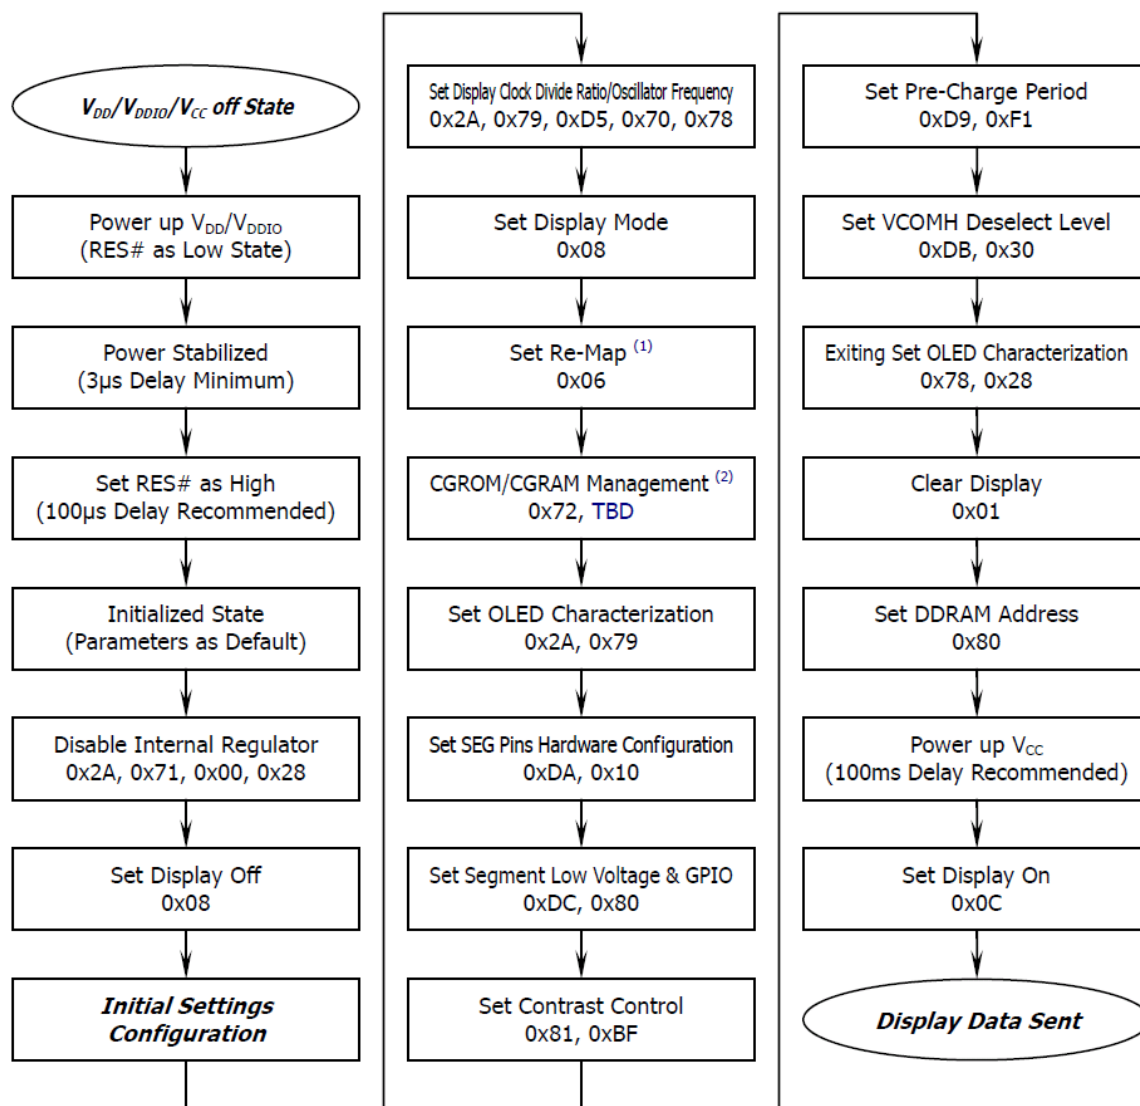 V_DD/V_DDIO/V_CC off State
Power up V_DD/V_DDIO
(RES# as Low State)
Power Stabilized
(3µs Delay Minimum)
Set RES# as High
(100µs Delay Recommended)
Initialized State
(Parameters as Default)
Disable Internal Regulator
0x2A, 0x71, 0x00, 0x28
Set Display Off
0x08
Initial Settings
Configuration
Set Display Clock Divide Ratio/Oscillator Frequency
0x2A, 0x79, 0xD5, 0x70, 0x78
Set Display Mode
0x08
Set Re-Map (1)
0x06
CGROM/CGRAM Management (2)
0x72, TBD
Set OLED Characterization
0x2A, 0x79
Set SEG Pins Hardware Configuration
0xDA, 0x10
Set Segment Low Voltage & GPIO
0xDC, 0x80
Set Contrast Control
0x81, 0xBF
Set Pre-Charge Period
0xD9, 0xF1
Set VCOMH Deselect Level
0xDB, 0x30
Exiting Set OLED Characterization
0x78, 0x28
Clear Display
0x01
Set DDRAM Address
0x80
Power up V_CC
(100ms Delay Recommended)
Set Display On
0x0C
Display Data Sent